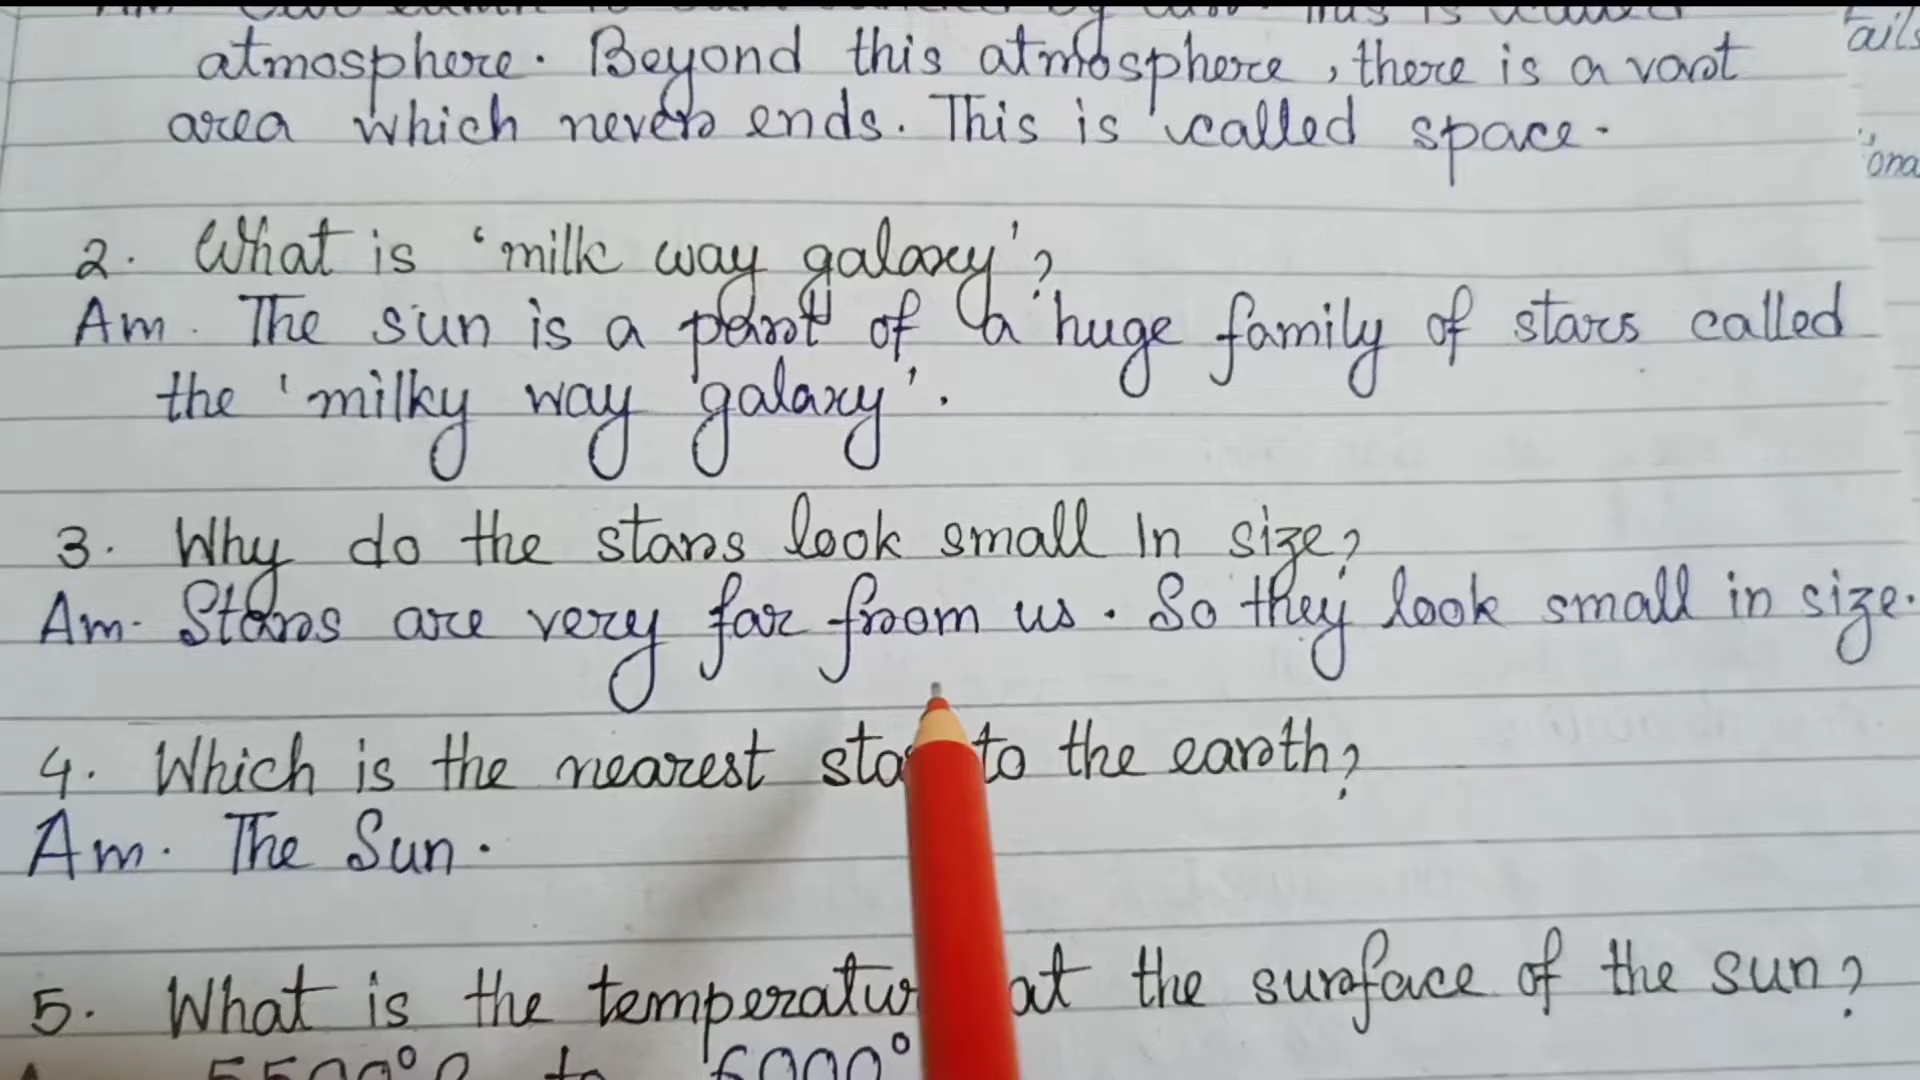 atmosphere. Beyond this atmosphere, there is a vast
area which never ends. This is called space.
2. What is 'milk way galaxy'?
Ans. The sun is a part of a huge family of stars called
the 'milky way galaxy'.
3. Why do the stars look small in size?
Ans. Stars are very far from us. So they look small in size.
4. Which is the nearest sta to the earth?
Ans. The Sun.
5. What is the temperatu at the surface of the sun?
5500°C to 6000°